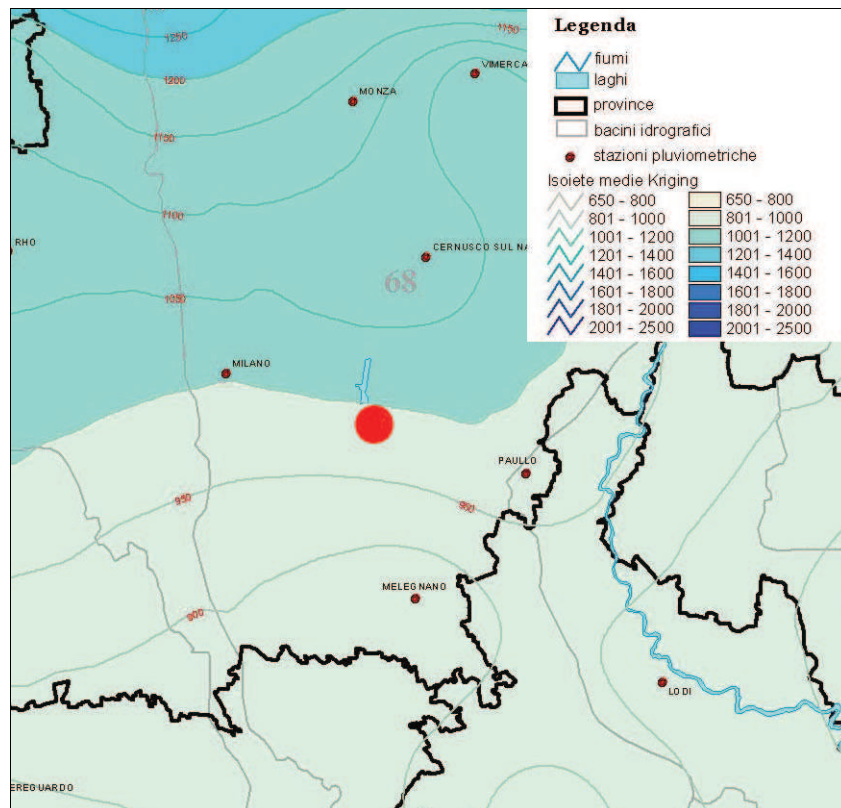 Legenda
fiumi
laghi
province
bacini idrografici
stazioni pluviometriche
Isoiete medie Kriging
650 - 800
650 - 800
801 - 1000
801 - 1000
1001 - 1200
1001 - 1200
1201 - 1400
1201 - 1400
1401 - 1600
1401 - 1600
1601 - 1800
1601 - 1800
1801 - 2000
1801 - 2000
2001 - 2500
2001 - 2500
1250
1150
1200
VIMERCA
MONZA
1150
1100
RHO
CERNUSCO SUL NA
68
1050
MILANO
PAULLO
950
950
MELEGNANO
900
LODI
EREGUARDO